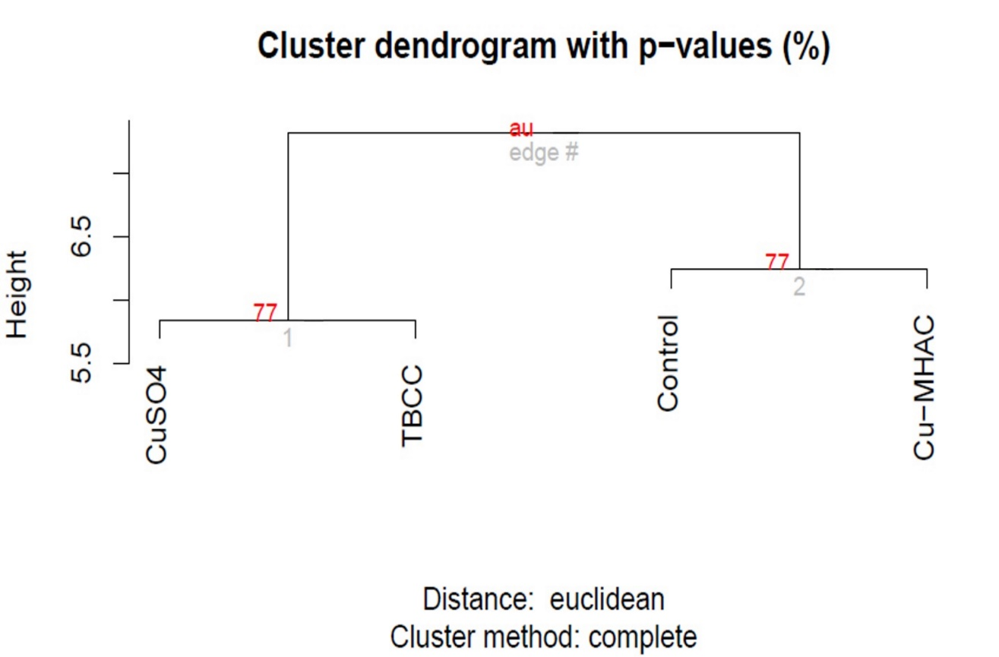 Cluster dendrogram with p−values (%)
au
edge #
6.5
5.5
Height
77
2
77
1
CuSO4
TBCC
Control
Cu−MHAC
Distance: euclidean
Cluster method: complete